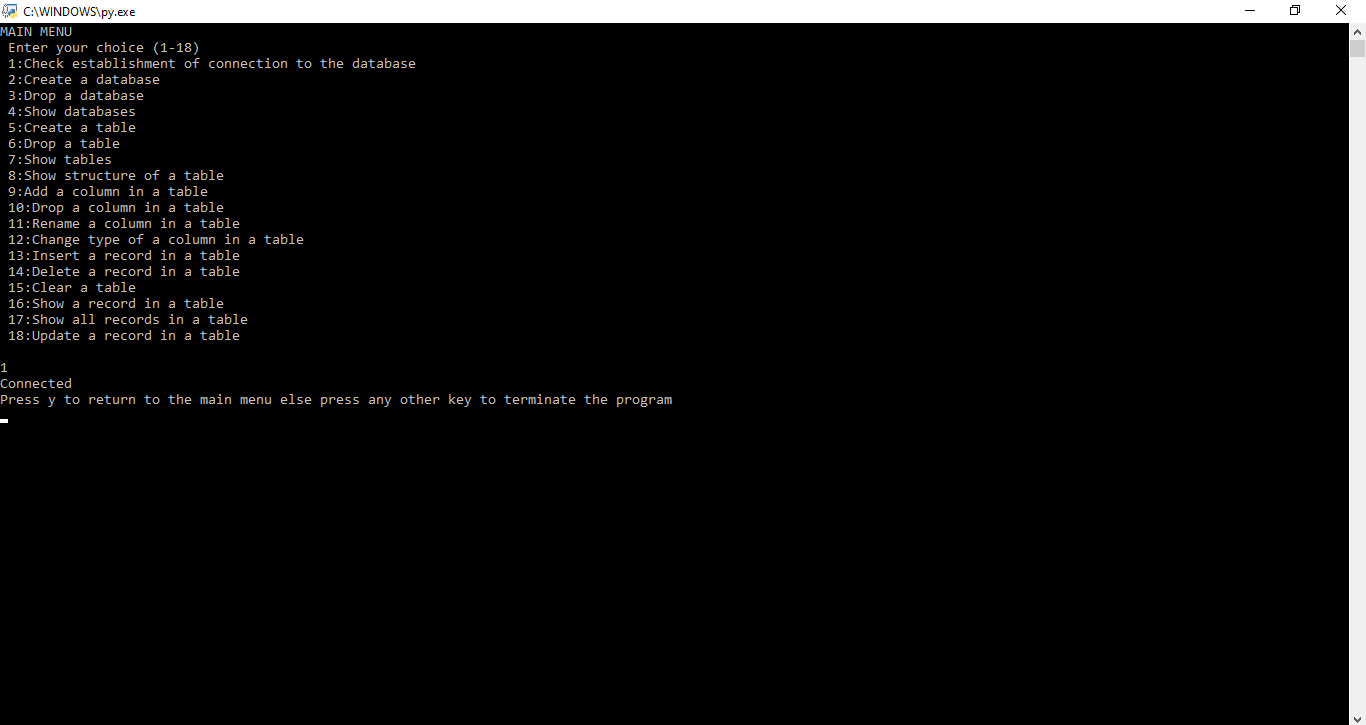 C:\WINDOWS\py.exe
MAIN MENU
Enter your choice (1-18)
1:Check establishment of connection to the database
2:Create a database
3:Drop a database
4:Show databases
5:Create a table
6:Drop a table
7:Show tables
8:Show structure of a table
9:Add a column in a table
10:Drop a column in a table
11:Rename a column in a table
12:Change type of a column in a table
13:Insert a record in a table
14:Delete a record in a table
15:Clear a table
16:Show a record in a table
17:Show all records in a table
18:Update a record in a table
1
Connected
Press y to return to the main menu else press any other key to terminate the program